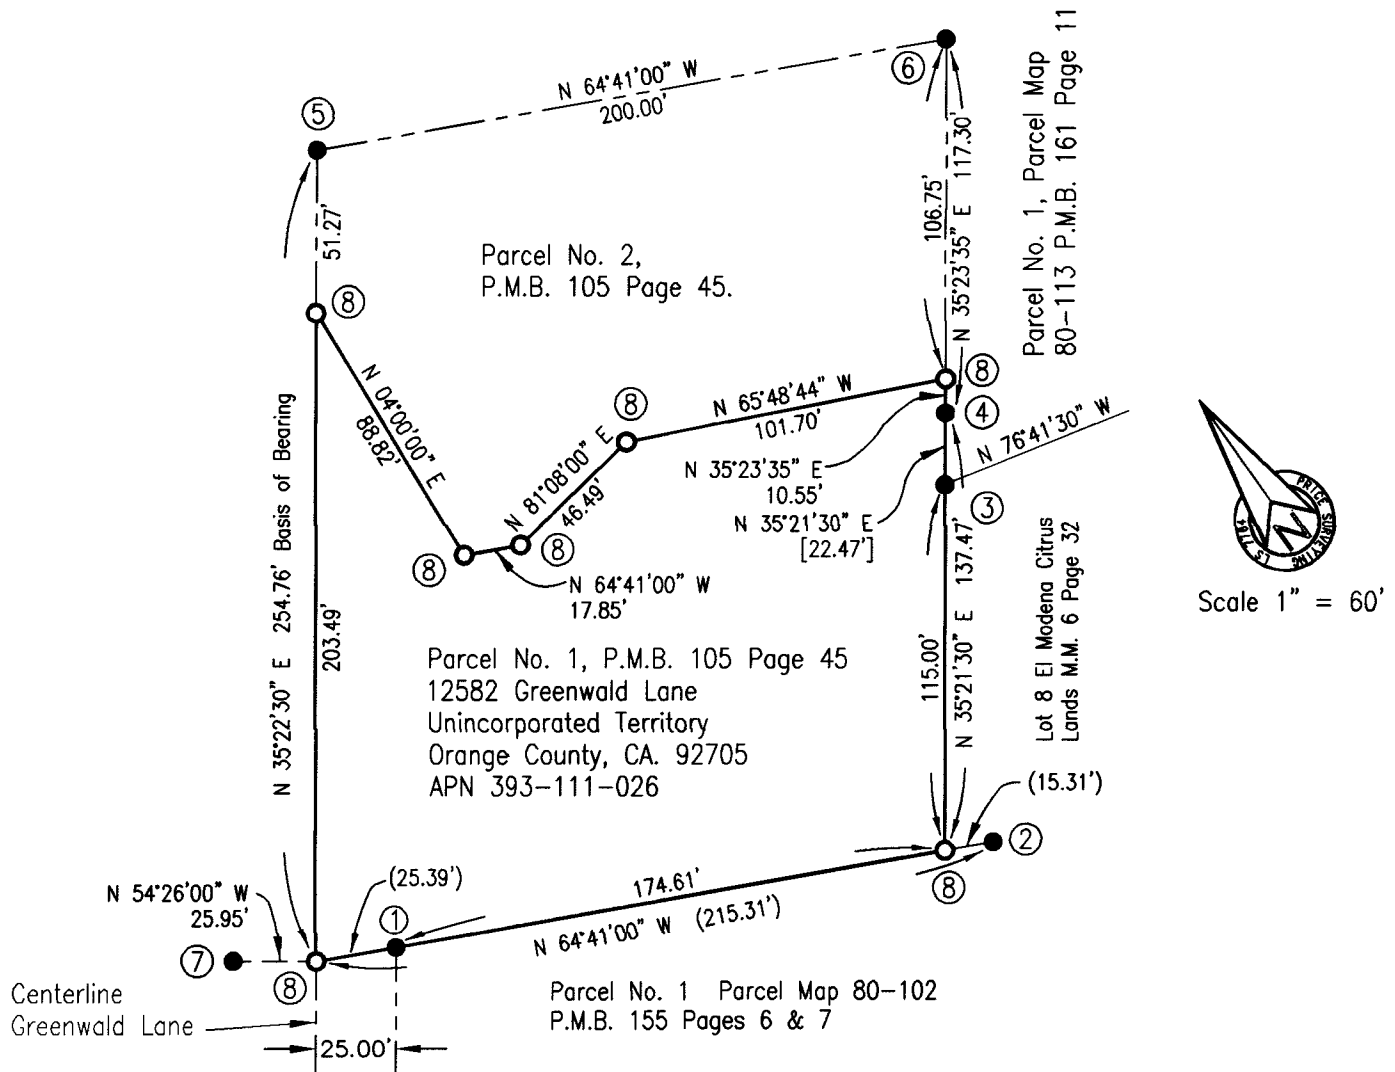 N 64°41'00" W
200.00'
6
Parcel No. 1, Parcel Map
80-113 P.M.B. 161 Page 11
5
51.27'
106.75'
N 35°23'35" E 117.30'
Parcel No. 2,
P.M.B. 105 Page 45.
8
8
N 04°00'00" E
88.82'
8
N 65°48'44" W
101.70'
4
N 76°41'30" W
N 81°08'00" E
46.49'
N 35°23'35" E
10.55'
3
N 35°21'30" E
[22.47']
8
8
N 64°41'00" W
17.85'
N 35°22'30" E 254.76' Basis of Bearing
203.49'
PRICE SURVEYING
LS 7164
N
Scale 1" = 60'
Parcel No. 1, P.M.B. 105 Page 45
12582 Greenwald Lane
Unincorporated Territory
Orange County, CA. 92705
APN 393-111-026
115.00'
N 35°21'30" E 137.47'
Lot 8 El Modena Citrus
Lands M.M. 6 Page 32
(15.31')
2
8
N 54°26'00" W
25.95'
(25.39')
1
174.61'
N 64°41'00" W (215.31')
7
8
Centerline
Greenwald Lane
25.00'
Parcel No. 1 Parcel Map 80-102
P.M.B. 155 Pages 6 & 7